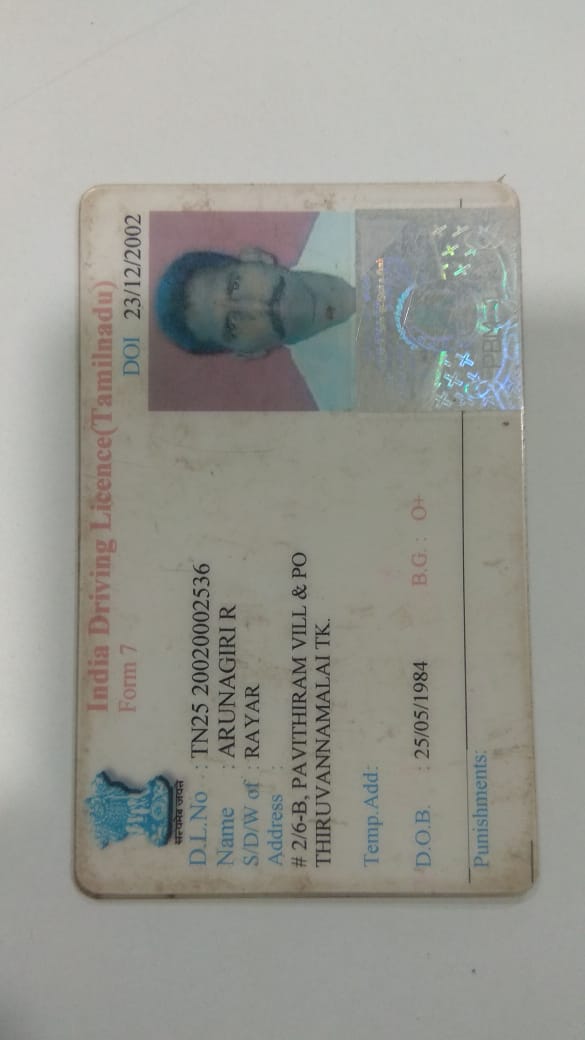 India Driving Licence(Tamilnadu)
Form 7
DOI 23/12/2002
सत्यमेव जयते
D.L.No : TN25 20020002536
Name : ARUNAGIRI R
S/D/W of : RAYAR
Address :
# 2/6-B, PAVITHIRAM VILL & PO
THIRUVANNAMALAI TK.
Temp.Add:
D.O.B. : 25/05/1984 B.G. : O+
Punishments: